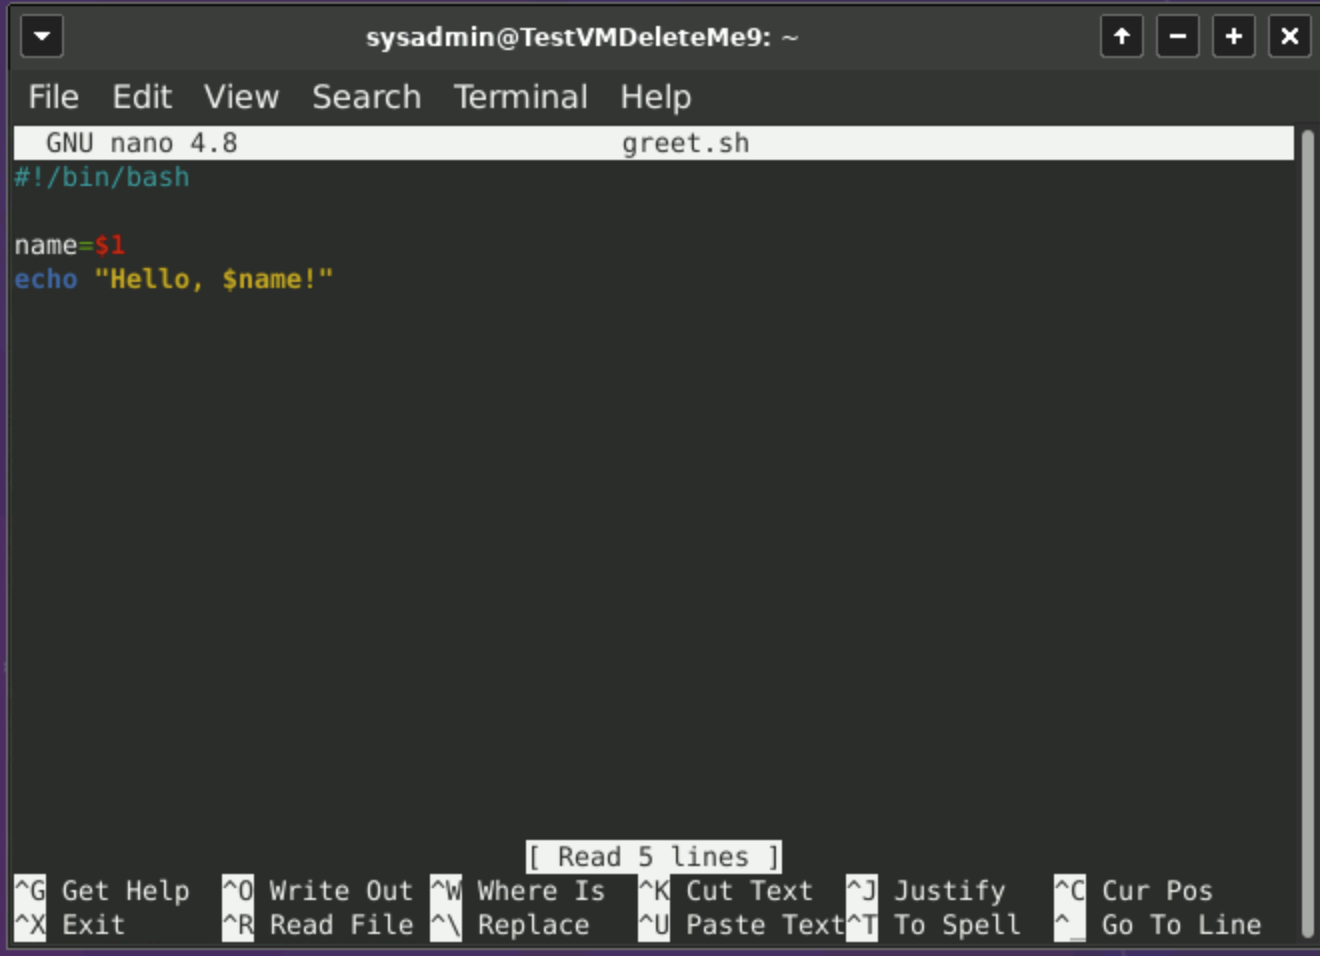 sysadmin@TestVMDeleteMe9: ~
File Edit View Search Terminal Help
GNU nano 4.8 greet.sh
#!/bin/bash
name=$1
echo "Hello, $name!"
[ Read 5 lines ]
^G Get Help ^O Write Out ^W Where Is ^K Cut Text ^J Justify ^C Cur Pos
^X Exit ^R Read File ^\ Replace ^U Paste Text^T To Spell ^_ Go To Line